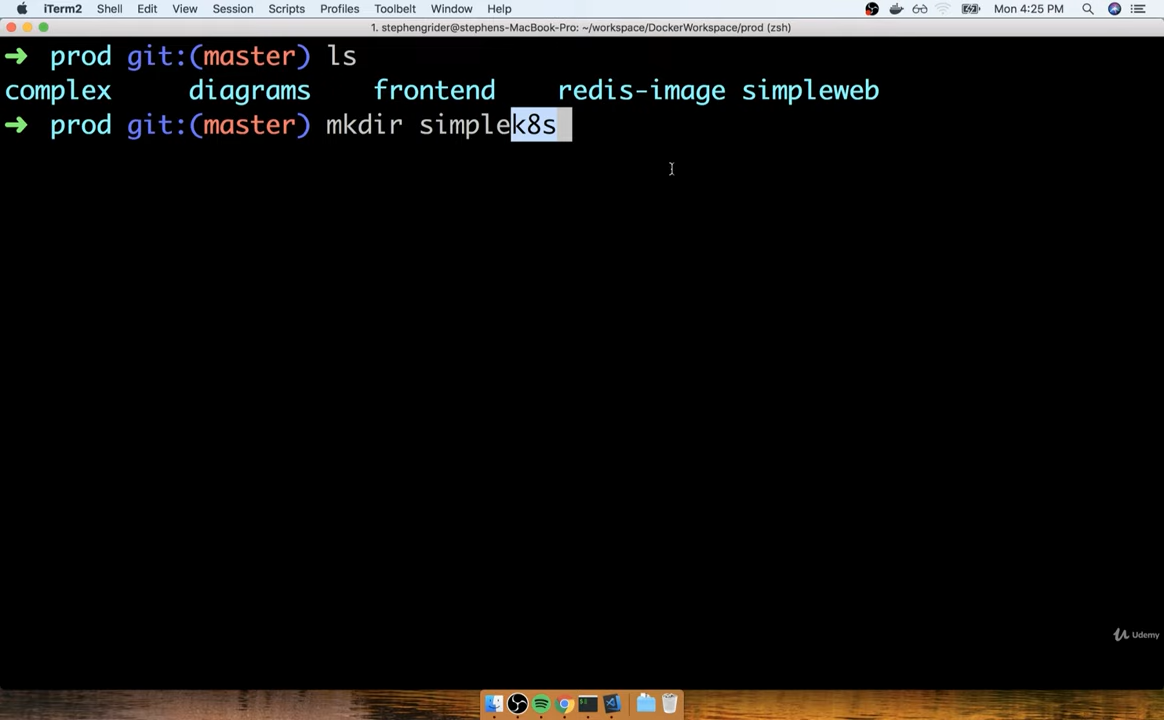 iTerm2 Shell Edit View Session Scripts Profiles Toolbelt Window Help Mon 4:25 PM
1. stephengrider@stephens-MacBook-Pro: ~/workspace/DockerWorkspace/prod (zsh)
➜ prod git:(master) ls
complex diagrams frontend redis-image simpleweb
➜ prod git:(master) mkdir simplek8s
Udemy